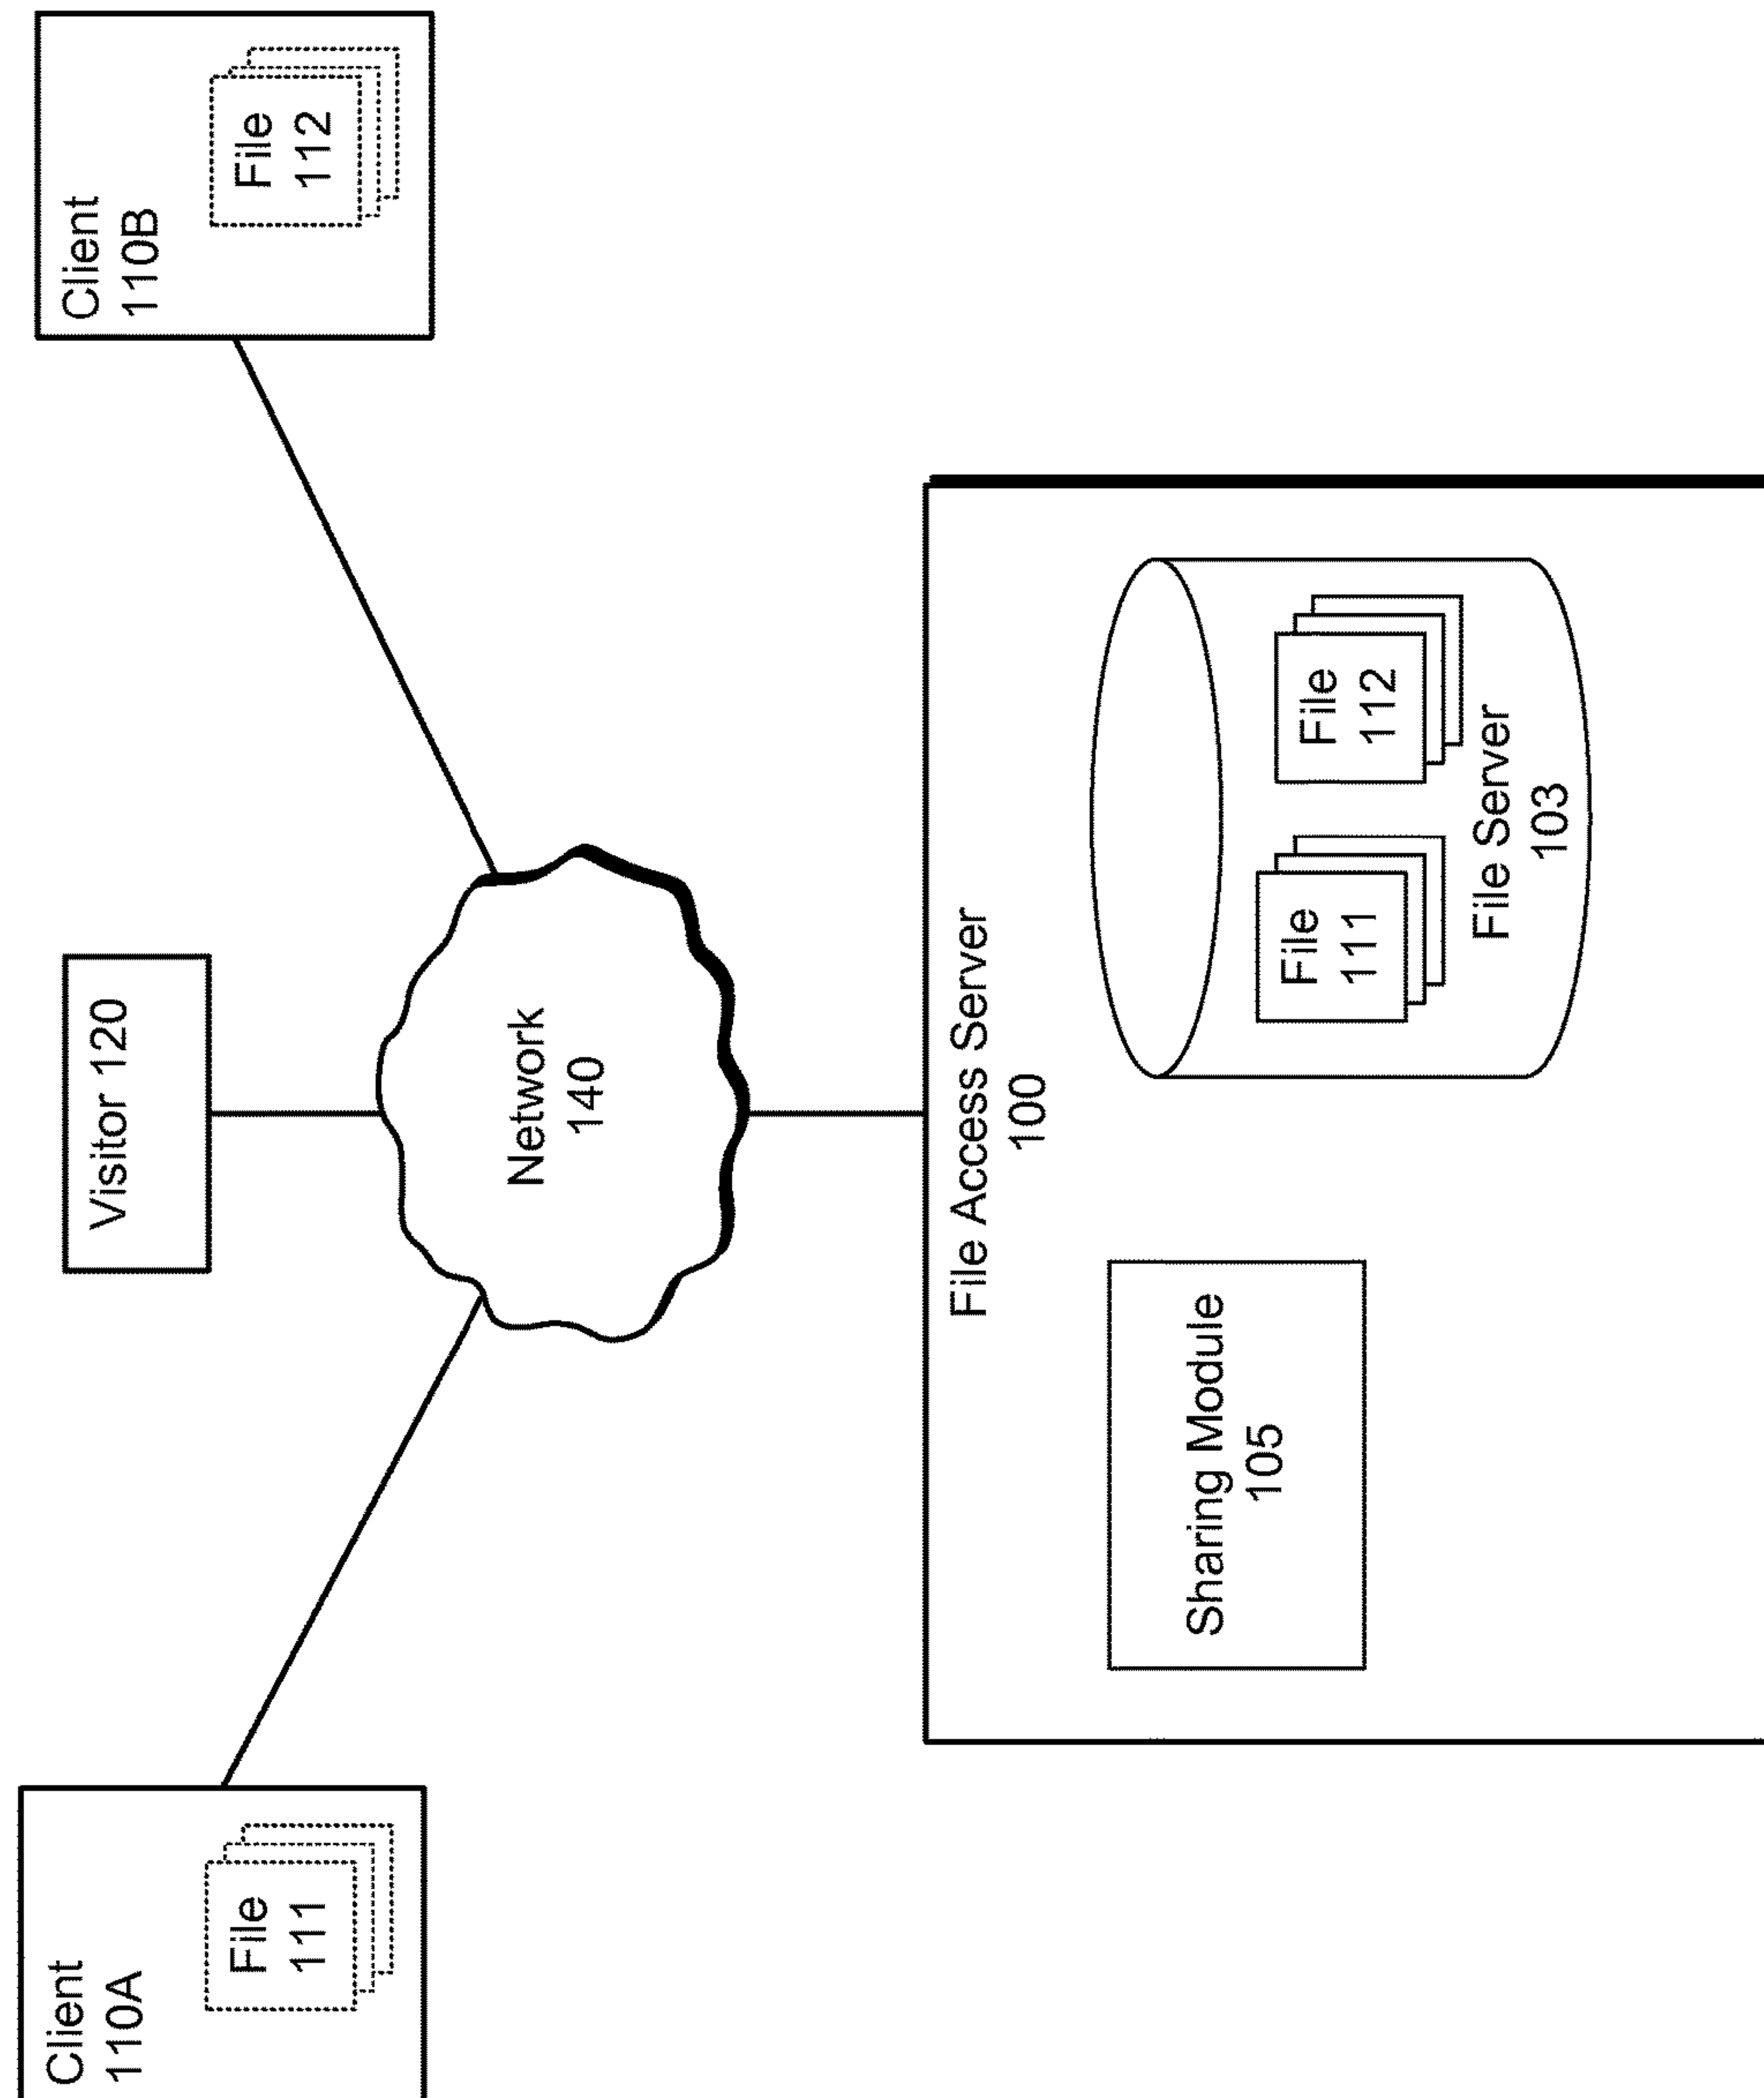 Client
110A
File
111
Visitor 120
Client
110B
File
112
Network
140
File Access Server
100
Sharing Module
105
File
111
File
112
File Server
103